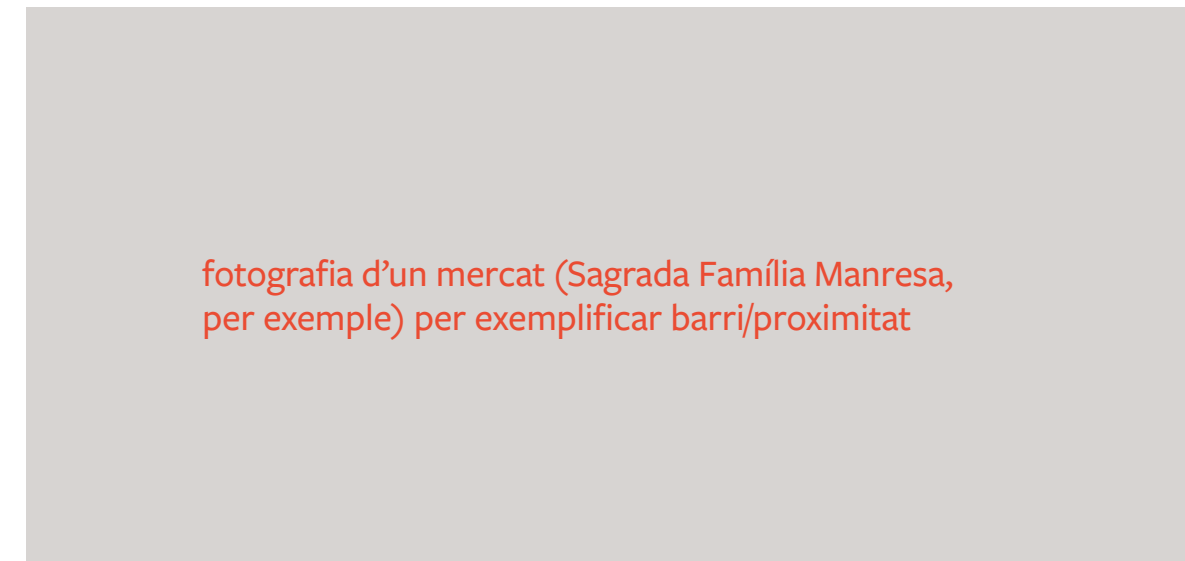 fotografia d’un mercat (Sagrada Família Manresa,
per exemple) per exemplificar barri/proximitat